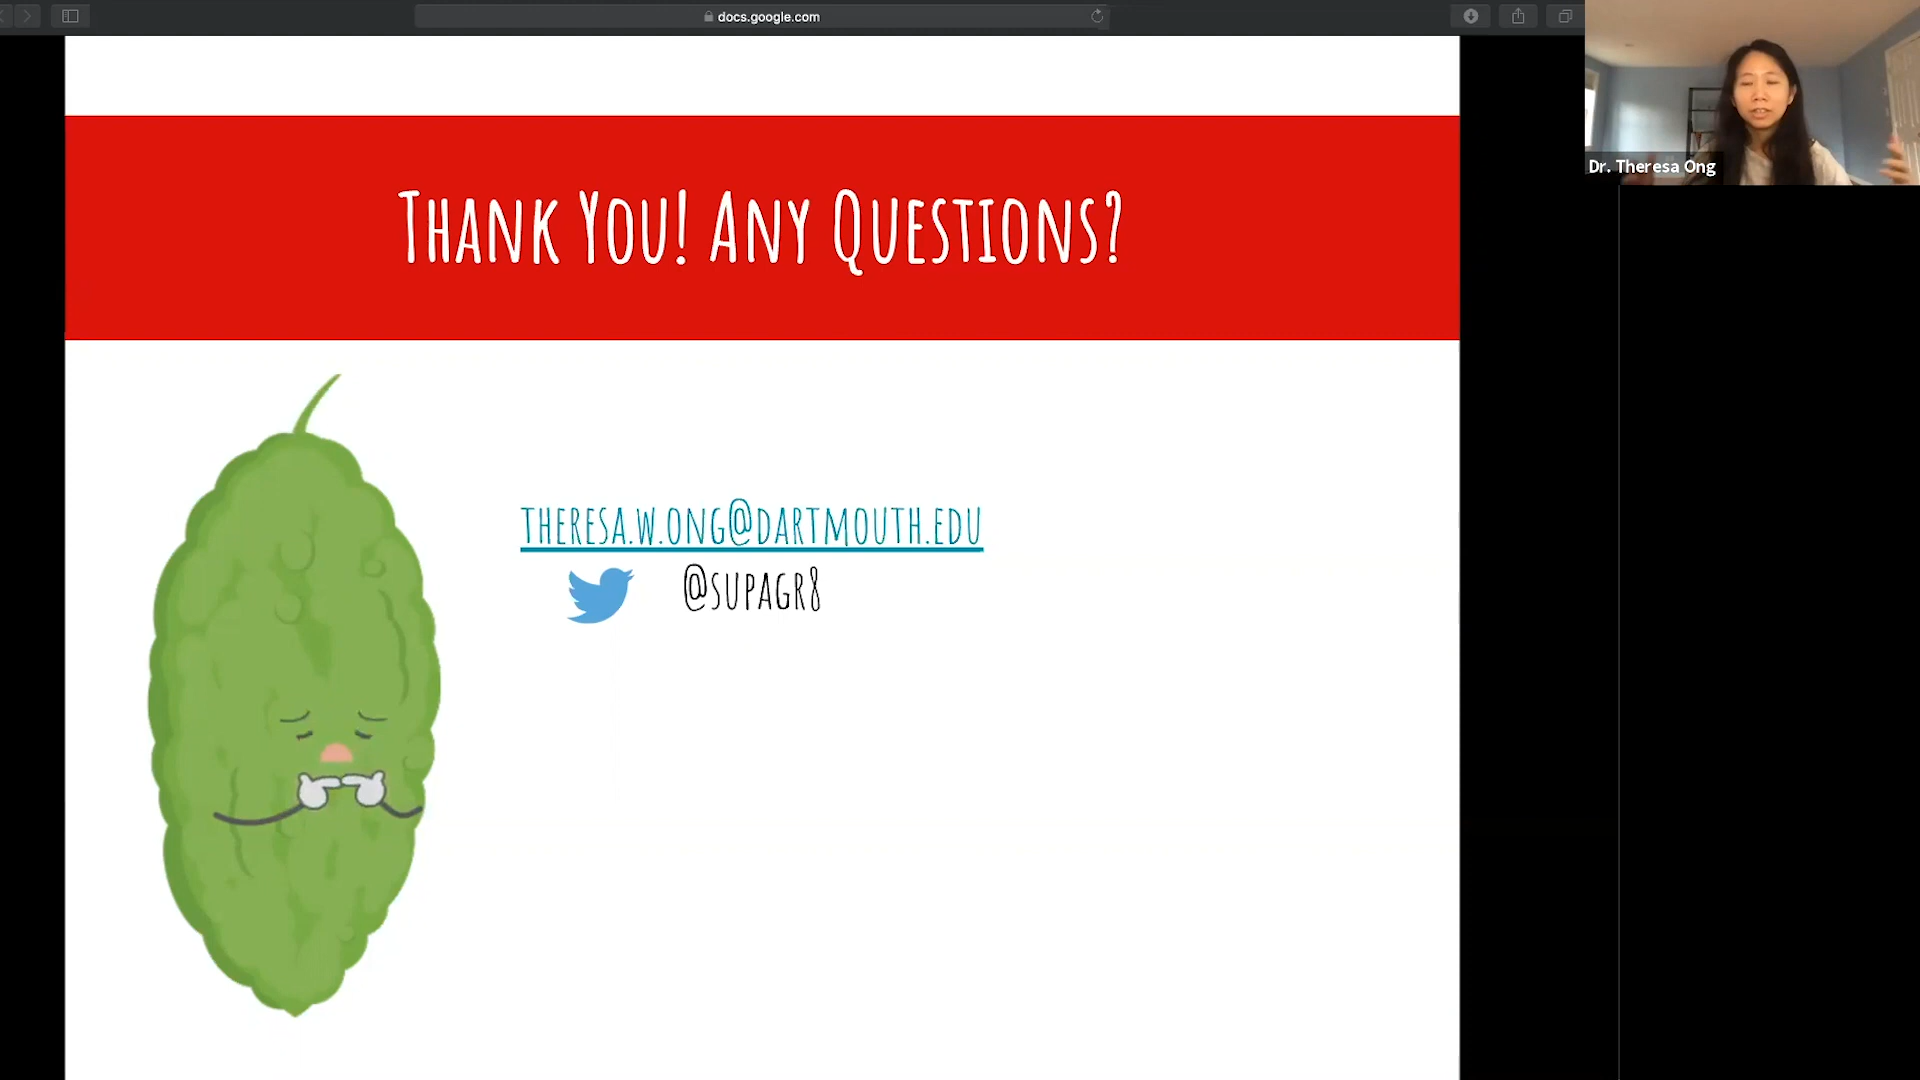 docs.google.com
Dr. Theresa Ong
THANK YOU! ANY QUESTIONS?
THERESA.W.ONG@DARTMOUTH.EDU
@SUPAGR8